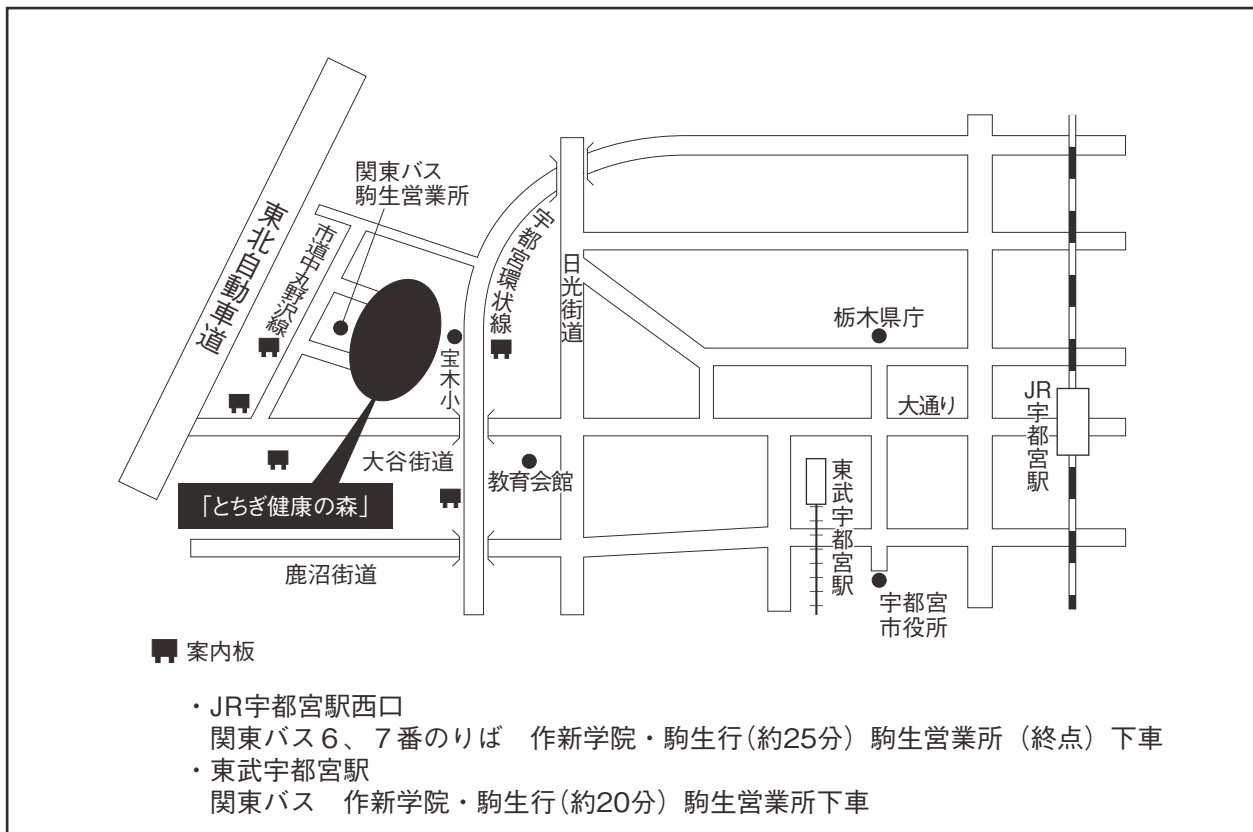 関東バス
駒生営業所
東北自動車道
市道中丸野沢線
宇都宮環状線
日光街道
栃木県庁
宝木小
大通り
JR宇都宮駅
大谷街道
教育会館
東武宇都宮駅
「とちぎ健康の森」
鹿沼街道
宇都宮
市役所
案内板
・JR宇都宮駅西口
関東バス6、7番のりば　作新学院・駒生行(約25分) 駒生営業所（終点）下車
・東武宇都宮駅
関東バス　作新学院・駒生行(約20分) 駒生営業所下車